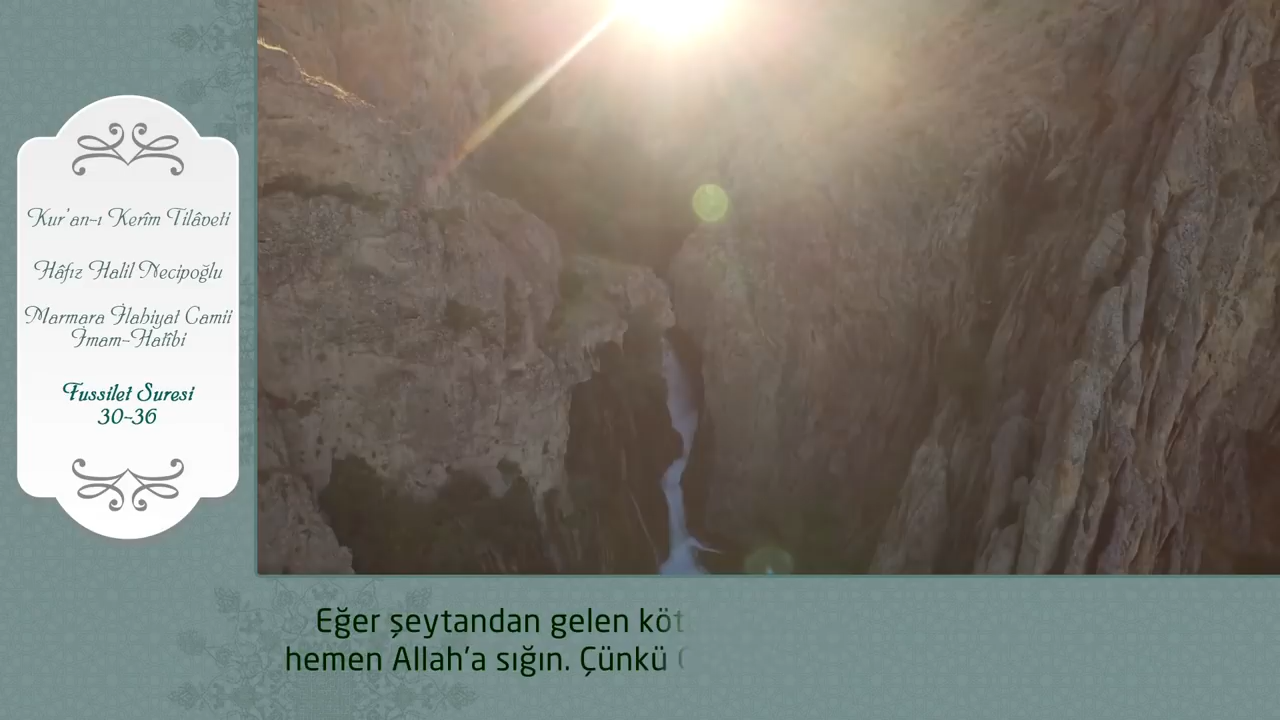 Kur'an-ı Kerîm Tilâveti
Hâfız Halil Necipoğlu
Marmara İlahiyat Camii
İmam-Hatîbi
Fussilet Suresi
30-36
Eğer şeytandan gelen
hemen Allah'a sığın. Çünkü